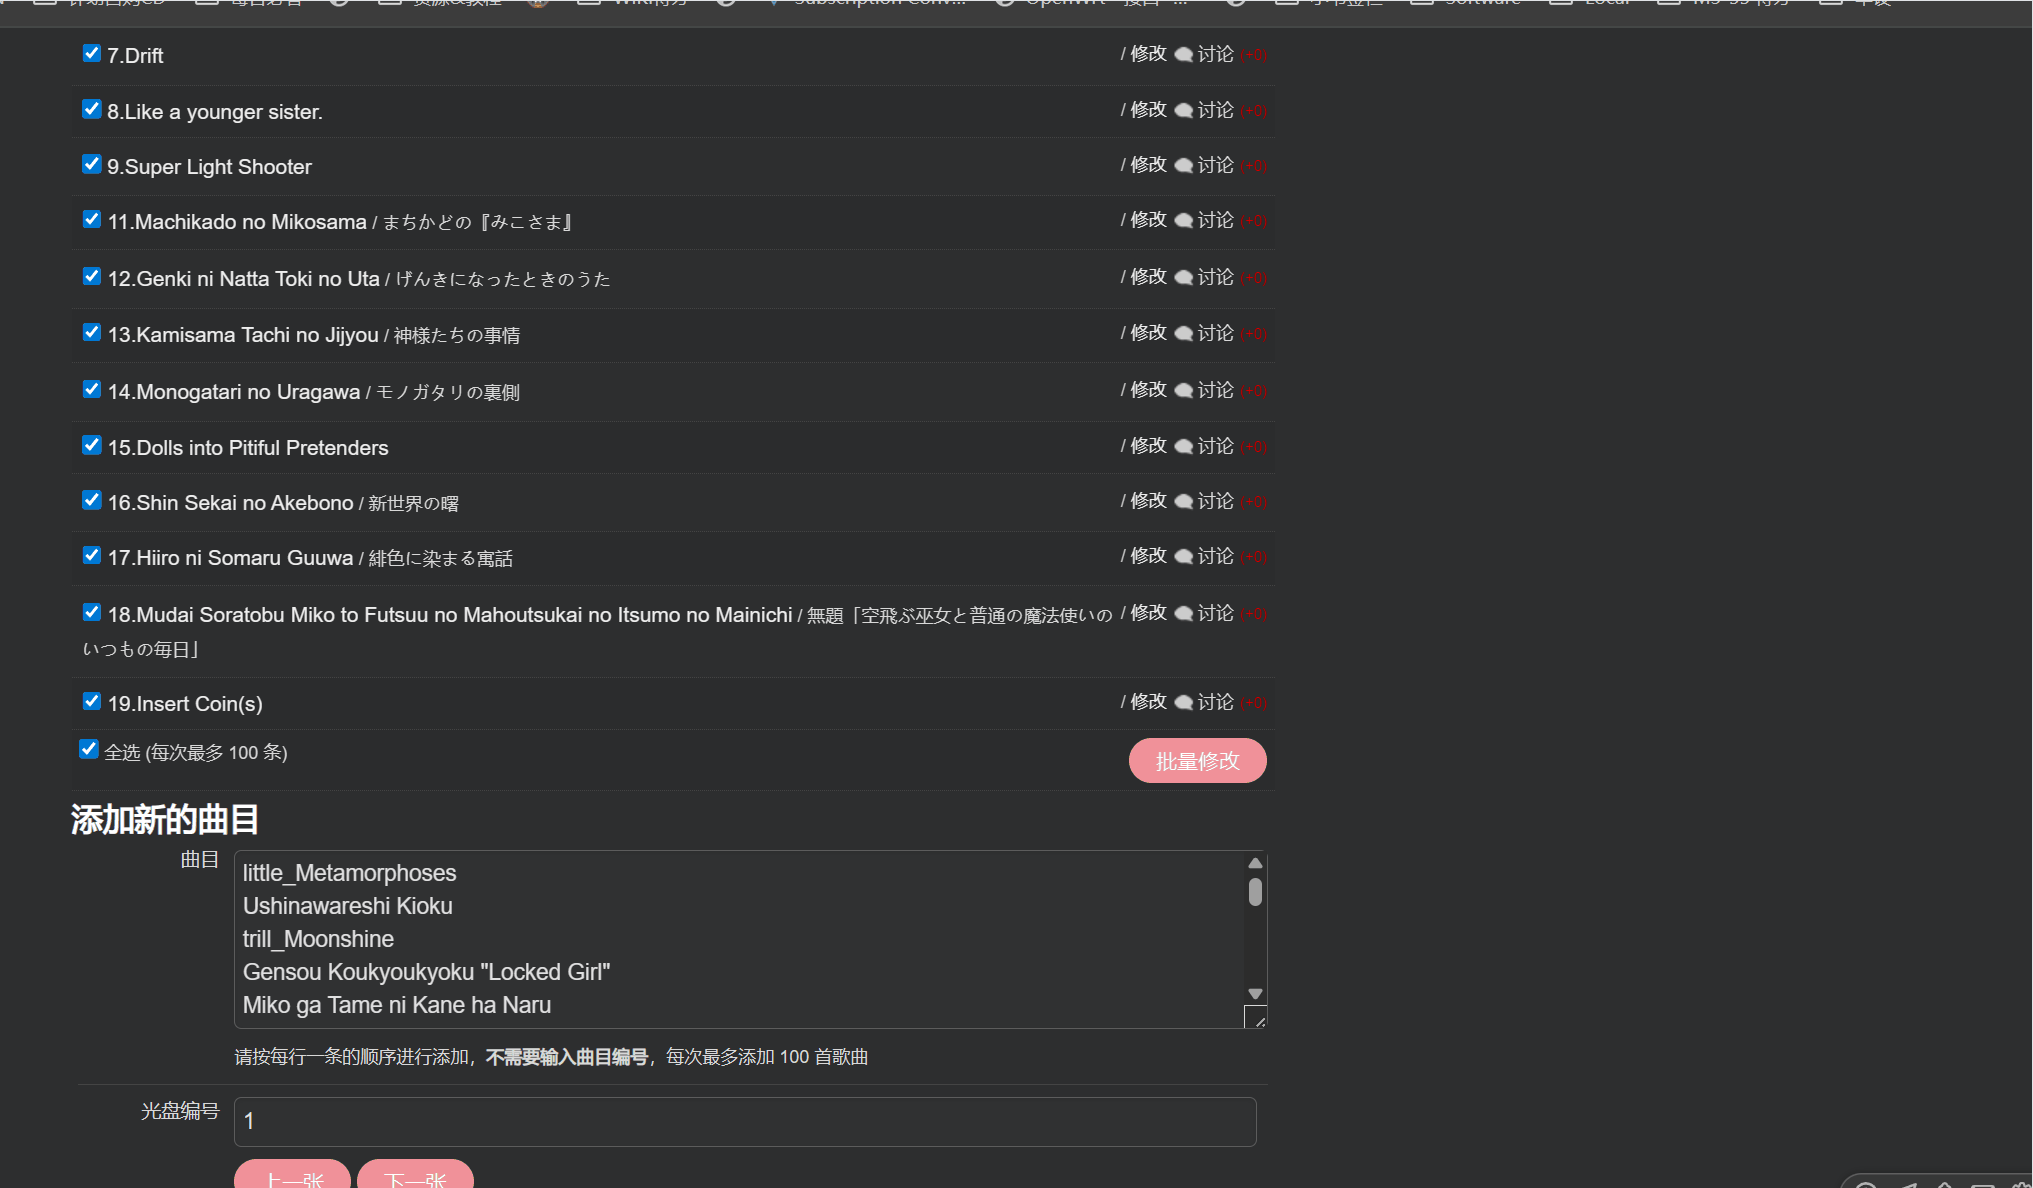 7.Drift / 修改 讨论 (+0)
8.Like a younger sister. / 修改 讨论 (+0)
9.Super Light Shooter / 修改 讨论 (+0)
11.Machikado no Mikosama / まちかどの『みこさま』 / 修改 讨论 (+0)
12.Genki ni Natta Toki no Uta / げんきになったときのうた / 修改 讨论 (+0)
13.Kamisama Tachi no Jijyou / 神様たちの事情 / 修改 讨论 (+0)
14.Monogatari no Uragawa / モノガタリの裏側 / 修改 讨论 (+0)
15.Dolls into Pitiful Pretenders / 修改 讨论 (+0)
16.Shin Sekai no Akebono / 新世界の曙 / 修改 讨论 (+0)
17.Hiiro ni Somaru Guuwa / 緋色に染まる寓話 / 修改 讨论 (+0)
18.Mudai Soratobu Miko to Futsuu no Mahoutsukai no Itsumo no Mainichi / 無題「空飛ぶ巫女と普通の魔法使いの / 修改 讨论 (+0)
いつもの毎日」
19.Insert Coin(s) / 修改 讨论 (+0)
全选 (每次最多 100 条) 批量修改
添加新的曲目
曲目
little_Metamorphoses
Ushinawareshi Kioku
trill_Moonshine
Gensou Koukyoukyoku "Locked Girl"
Miko ga Tame ni Kane ha Naru
请按每行一条的顺序进行添加，不需要输入曲目编号，每次最多添加 100 首歌曲
光盘编号 1
上一张 下一张